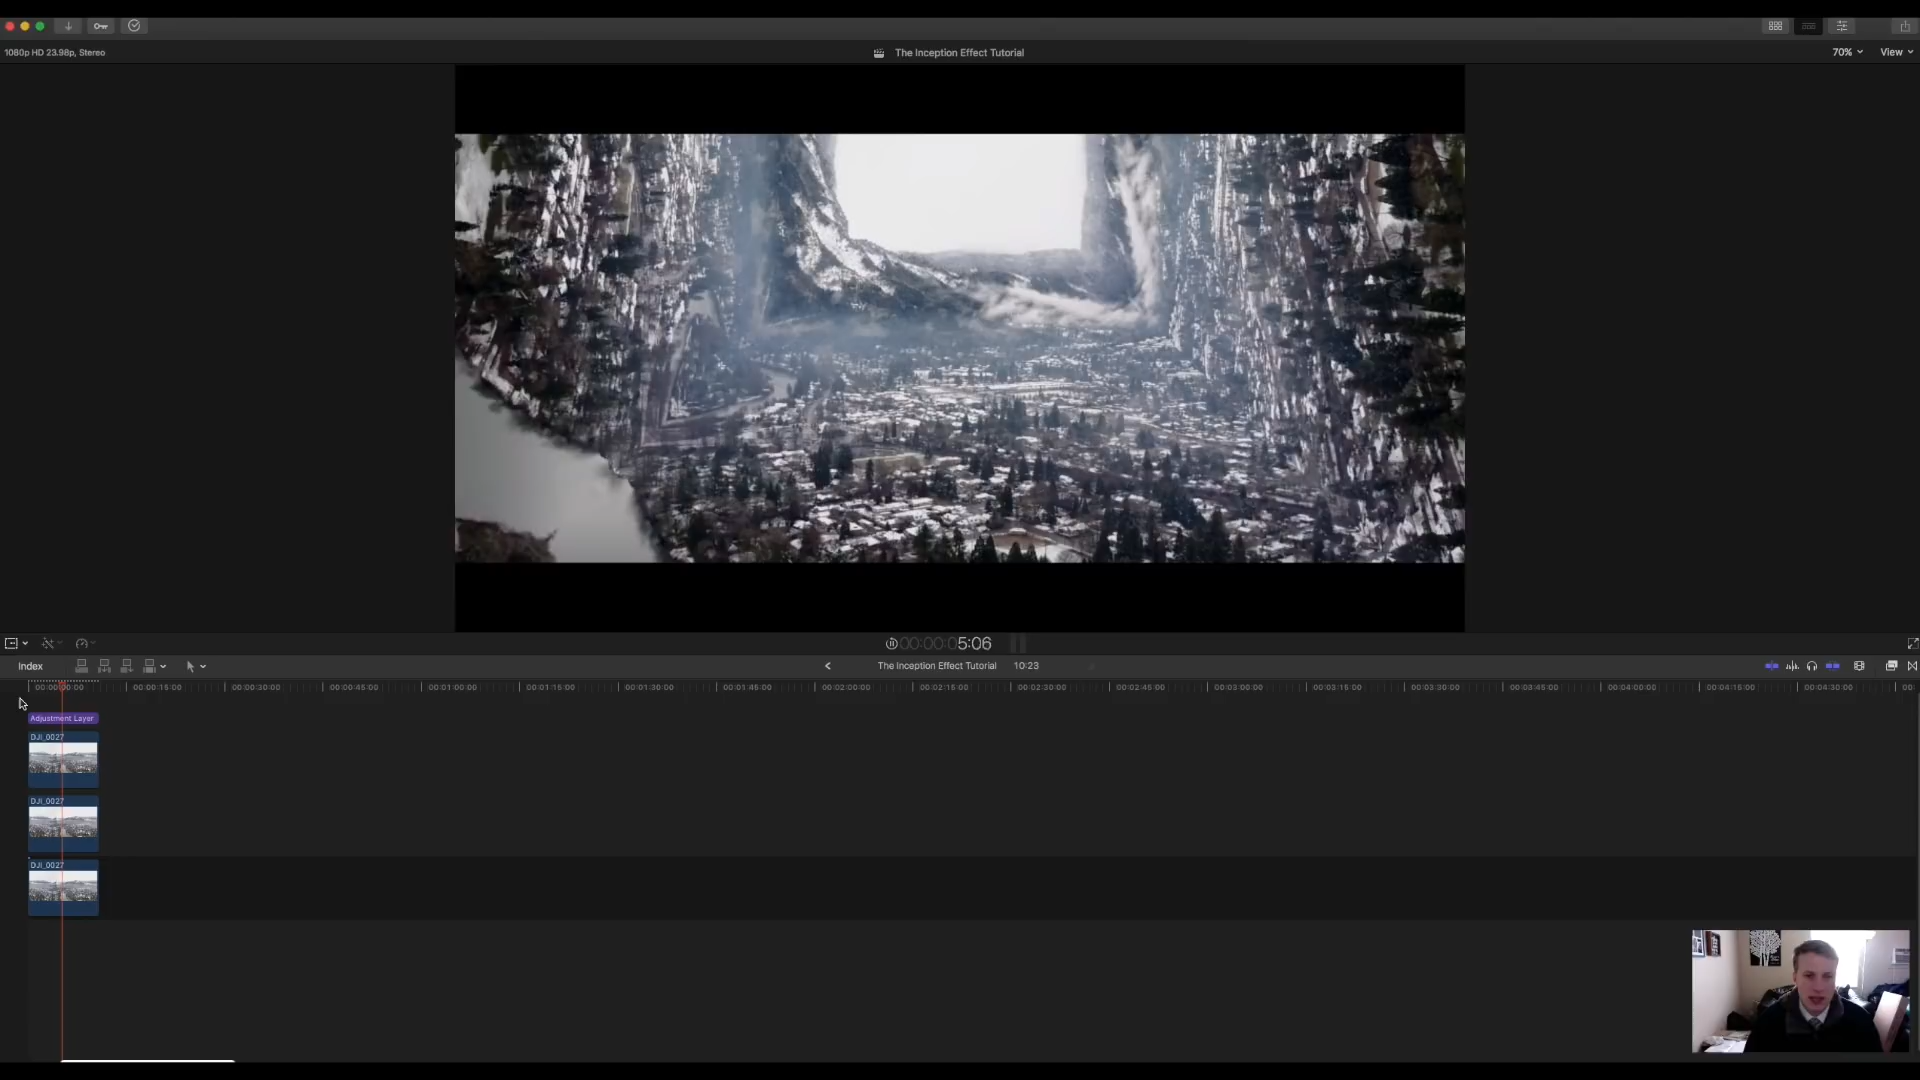 1080p HD 23.98p, Stereo
The Inception Effect Tutorial
70%
View
00:00:00:05:06
Index
The Inception Effect Tutorial
10:23
00:00:00:00
00:00:15:00
00:00:30:00
00:00:45:00
00:01:00:00
00:01:15:00
00:01:30:00
00:01:45:00
00:02:00:00
00:02:15:00
00:02:30:00
00:02:45:00
00:03:00:00
00:03:15:00
00:03:30:00
00:03:45:00
00:04:00:00
00:04:15:00
00:04:30:00
00:
Adjustment Layer
DJI_0027
DJI_0027
DJI_0027